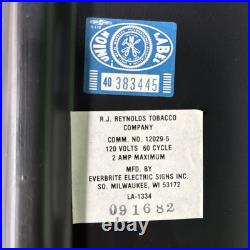 UNION LABEL
40 383445
R.J. REYNOLDS TOBACCO
COMPANY
COMM. NO. 12029-5
120 VOLTS 60 CYCLE
2 AMP MAXIMUM
MFD. BY
EVERBRITE ELECTRIC SIGNS INC.
SO. MILWAUKEE, WI 53172
LA-1334
091682